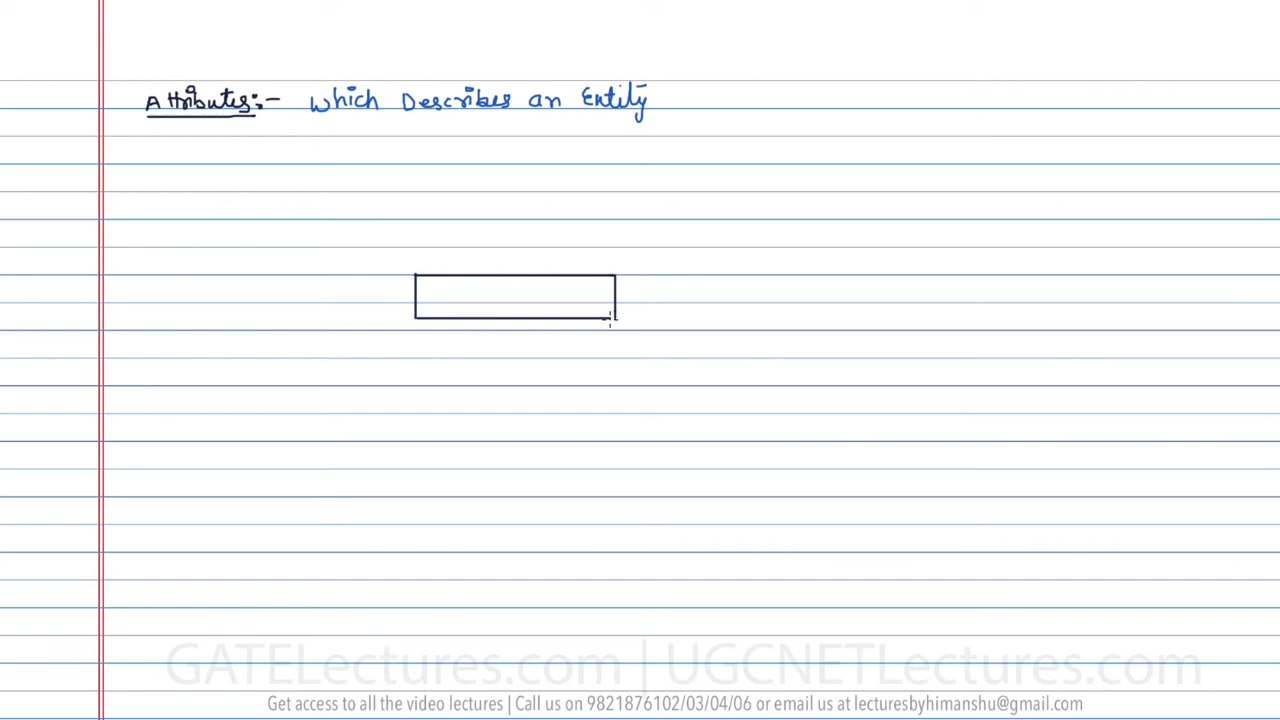 Attributes:- Which Describes an Entity
GATELectures.com | UGCNETLectures.com
Get access to all the video lectures | Call us on 9821876102/03/04/06 or email us at lecturesbyhimanshu@gmail.com